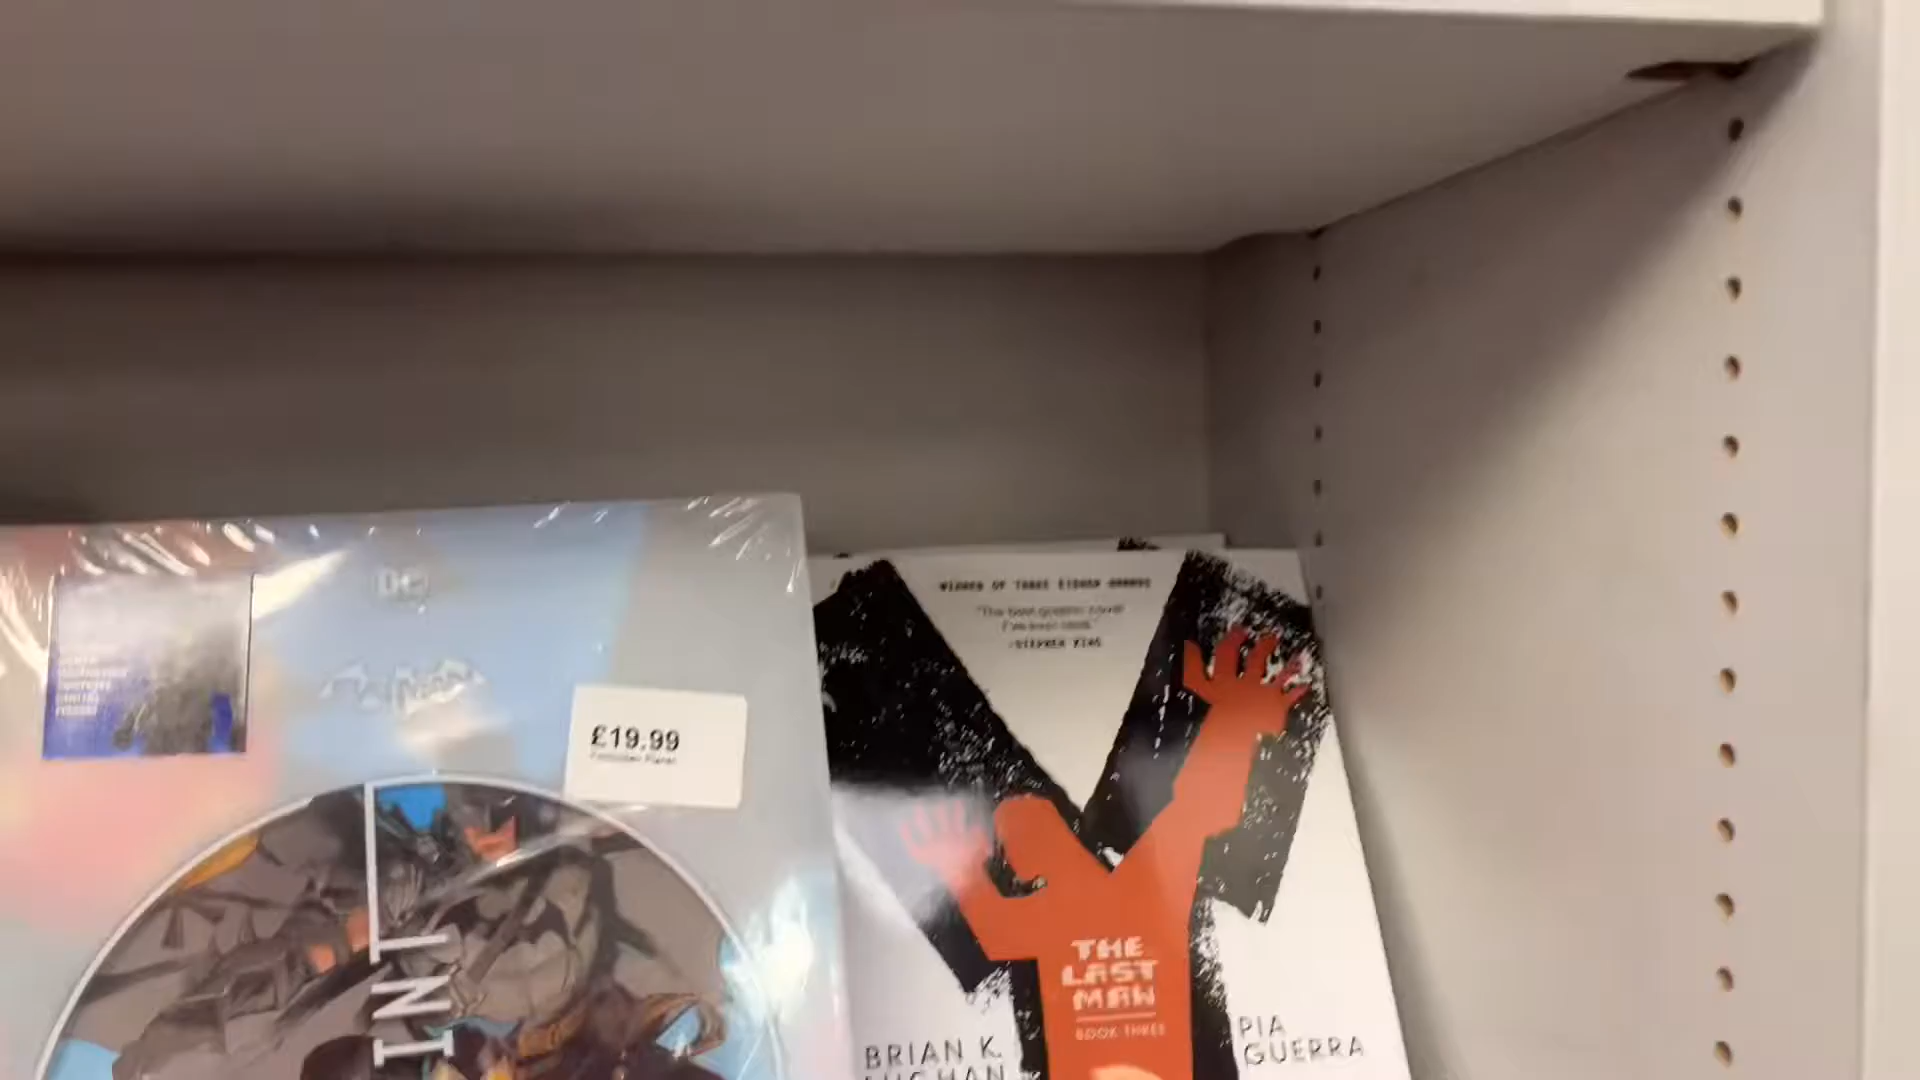 WINNER OF THREE EISNER AWARDS
"The best graphic novel
I've ever read."
-STEPHEN KING
DC
£19.99
Forbidden Planet
THE
LAST
MAN
BOOK THREE
BRIAN K.
PIA
GUERRA
INT